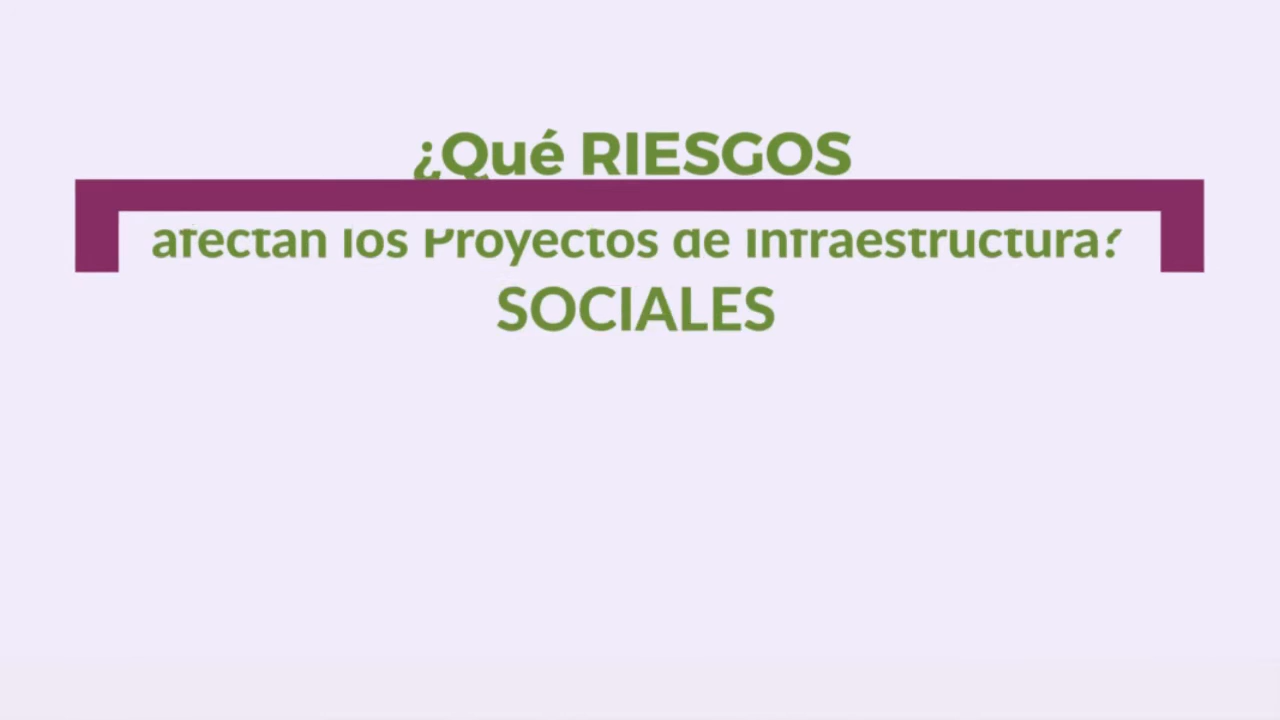 ¿Qué RIESGOS
afectan los Proyectos de Infraestructura?
SOCIALES